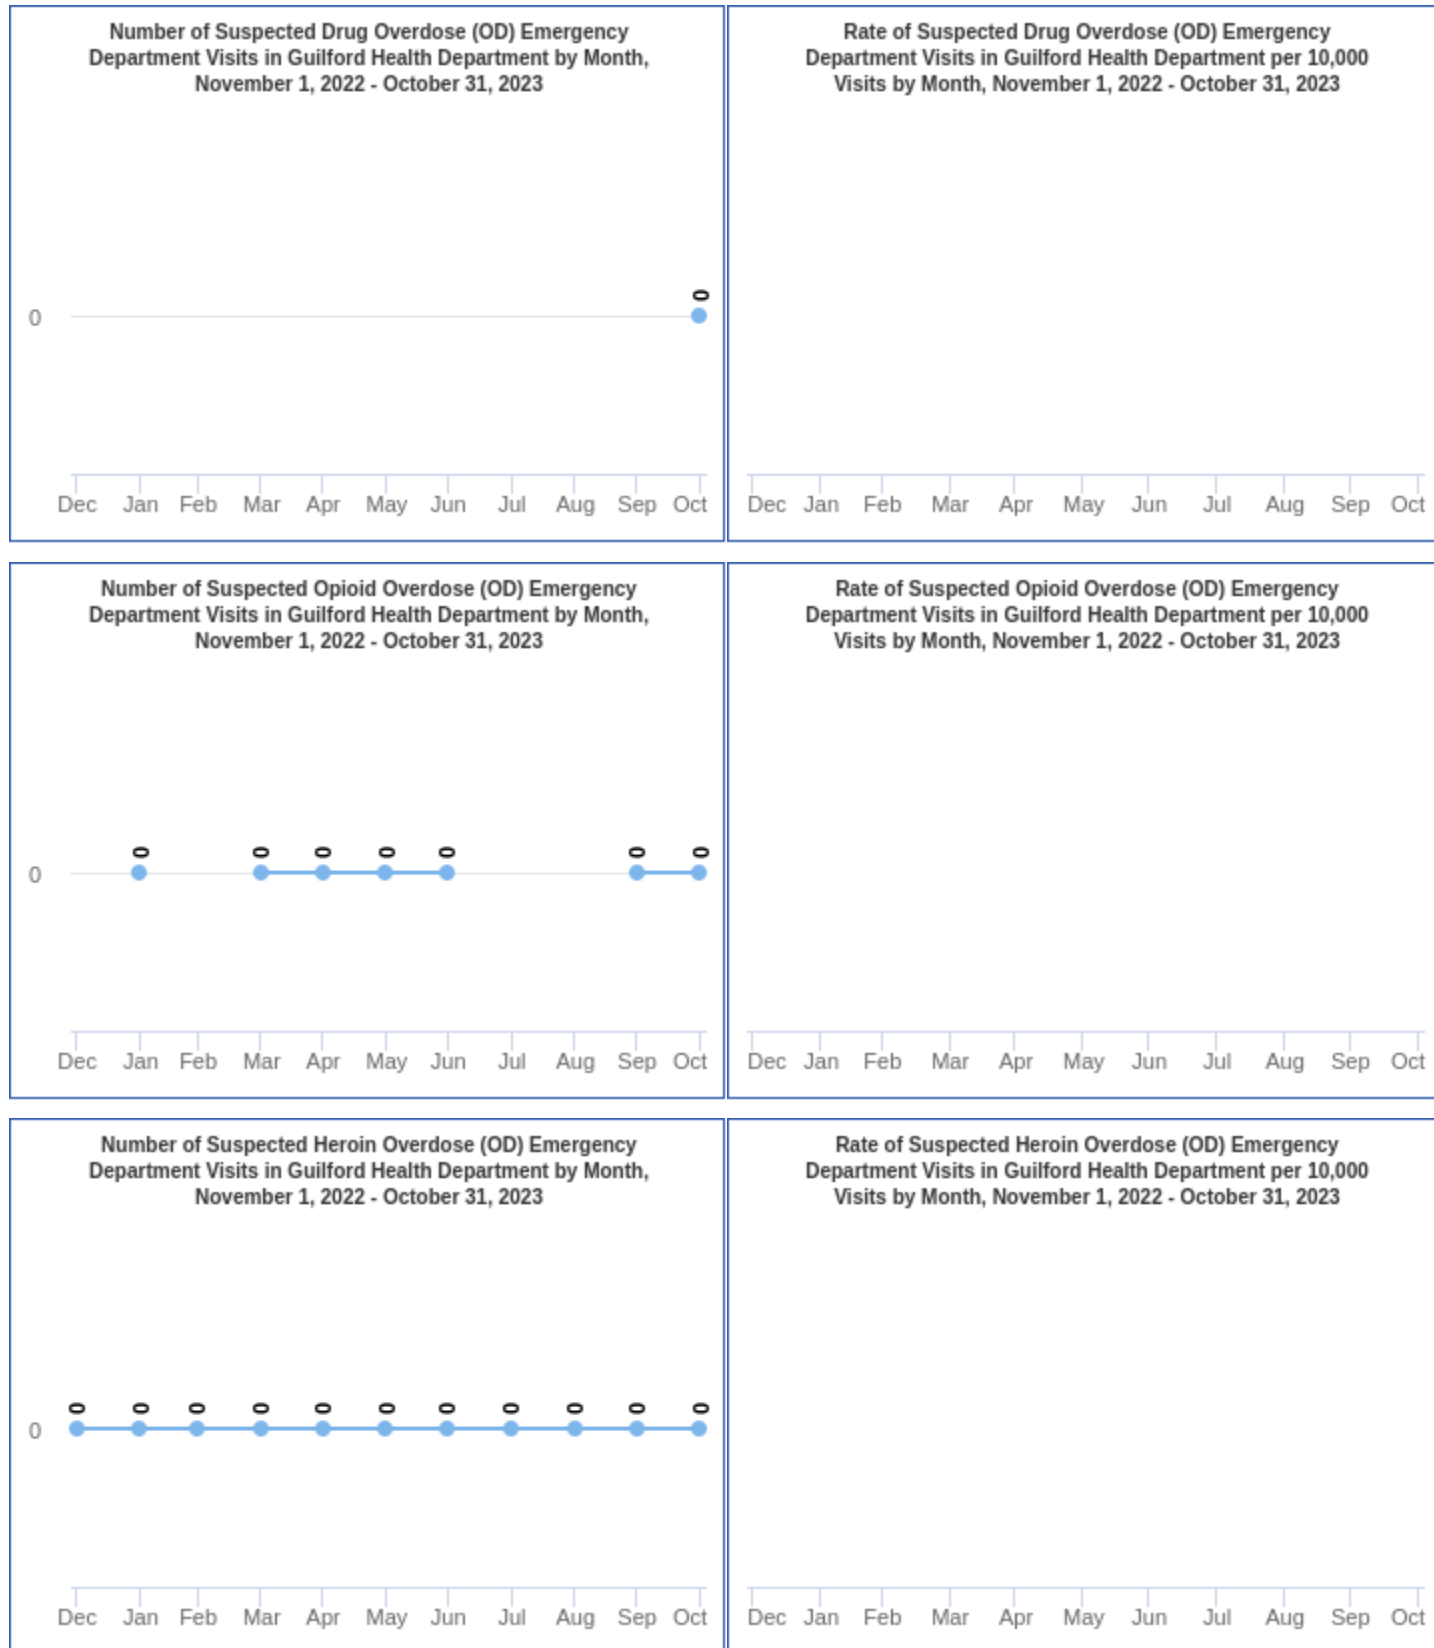 Number of Suspected Drug Overdose (OD) Emergency
Department Visits in Guilford Health Department by Month,
November 1, 2022 - October 31, 2023
0
0
Dec Jan Feb Mar Apr May Jun Jul Aug Sep Oct
Rate of Suspected Drug Overdose (OD) Emergency
Department Visits in Guilford Health Department per 10,000
Visits by Month, November 1, 2022 - October 31, 2023
Dec Jan Feb Mar Apr May Jun Jul Aug Sep Oct
Number of Suspected Opioid Overdose (OD) Emergency
Department Visits in Guilford Health Department by Month,
November 1, 2022 - October 31, 2023
0 0 0 0 0 0 0
0
Dec Jan Feb Mar Apr May Jun Jul Aug Sep Oct
Rate of Suspected Opioid Overdose (OD) Emergency
Department Visits in Guilford Health Department per 10,000
Visits by Month, November 1, 2022 - October 31, 2023
Dec Jan Feb Mar Apr May Jun Jul Aug Sep Oct
Number of Suspected Heroin Overdose (OD) Emergency
Department Visits in Guilford Health Department by Month,
November 1, 2022 - October 31, 2023
0 0 0 0 0 0 0 0 0 0 0
0
Dec Jan Feb Mar Apr May Jun Jul Aug Sep Oct
Rate of Suspected Heroin Overdose (OD) Emergency
Department Visits in Guilford Health Department per 10,000
Visits by Month, November 1, 2022 - October 31, 2023
Dec Jan Feb Mar Apr May Jun Jul Aug Sep Oct